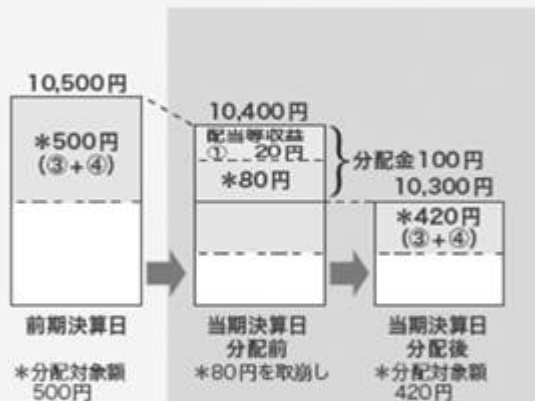 10,500円
*500円
(③+④)
前期決算日
*分配対象額
500円
10,400円
配当等収益
① 20円
*80円
分配金100円
当期決算日
分配前
*80円を取崩し
10,300円
*420円
(③+④)
当期決算日
分配後
*分配対象額
420円